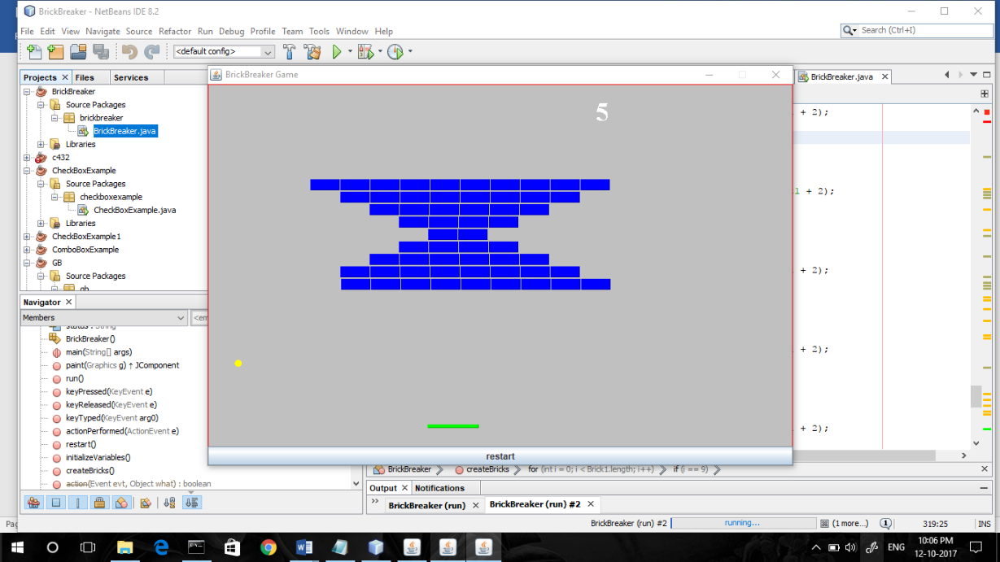 BrickBreaker - NetBeans IDE 8.2
File Edit View Navigate Source Refactor Run Debug Profile Team Tools Window Help
Search (Ctrl+I)
<default config>
Projects Files Services
BrickBreaker Game
BrickBreaker.java
BrickBreaker
Source Packages
brickbreaker
BrickBreaker.java
Libraries
c432
CheckBoxExample
Source Packages
checkboxexample
CheckBoxExample.java
Libraries
CheckBoxExample1
ComboBoxExample
GB
Source Packages
gb
5
+ 2);
1 + 2);
+ 2);
+ 2);
+ 2);
restart
Navigator
Members
status : String
BrickBreaker()
main(String[] args)
paint(Graphics g) ↑ JComponent
run()
keyPressed(KeyEvent e)
keyReleased(KeyEvent e)
keyTyped(KeyEvent arg0)
actionPerformed(ActionEvent e)
restart()
initializeVariables()
createBricks()
action(Event evt, Object what) : boolean
BrickBreaker createBricks for (int i = 0; i < Brick1.length; i++) if (i == 9)
Output Notifications
BrickBreaker (run) BrickBreaker (run) #2
BrickBreaker (run) #2 running... (1 more...) 319:25 INS
ENG
10:06 PM
12-10-2017